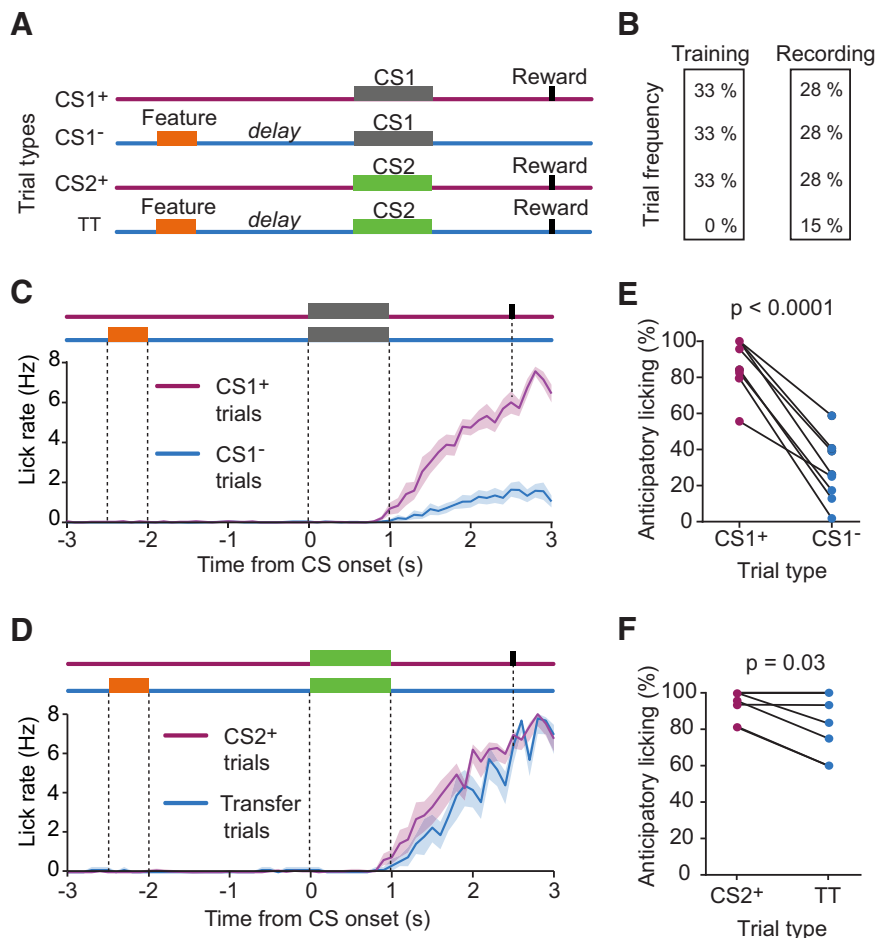 A
Trial types
CS1+ CS1 Reward
CS1- Feature delay CS1
CS2+ CS2 Reward
TT Feature delay CS2 Reward
B
Training Recording
Trial frequency
33 % 28 %
33 % 28 %
33 % 28 %
0 % 15 %
C
Lick rate (Hz)
8
6
4
2
0
CS1+
trials
CS1-
trials
-3 -2 -1 0 1 2 3
Time from CS onset (s)
E
p < 0.0001
Anticipatory licking (%)
100
80
60
40
20
0
CS1+ CS1-
Trial type
D
Lick rate (Hz)
8
6
4
2
0
CS2+
trials
Transfer
trials
-3 -2 -1 0 1 2 3
Time from CS onset (s)
F
p = 0.03
Anticipatory licking (%)
100
80
60
40
20
0
CS2+ TT
Trial type